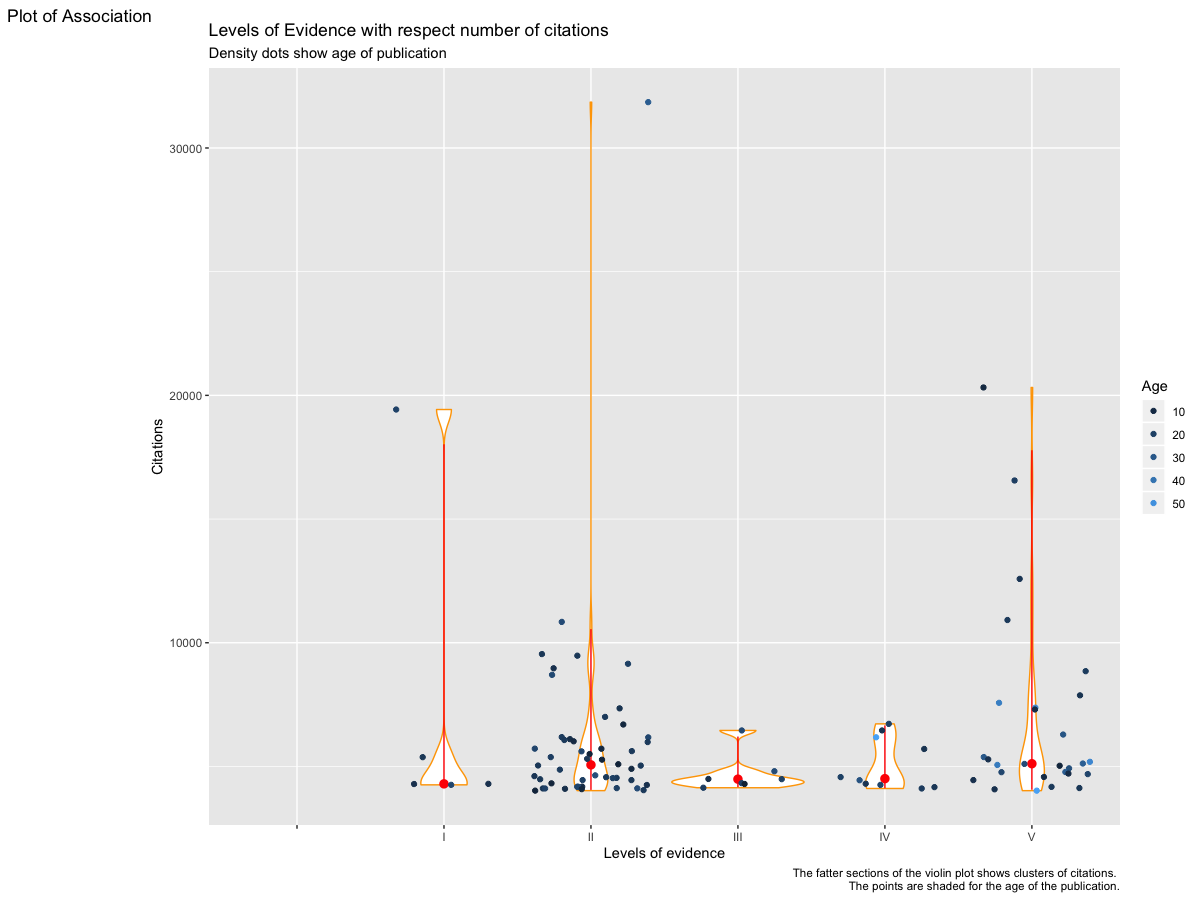 Plot of Association
Levels of Evidence with respect number of citations
Density dots show age of publication
30000
20000
10000
Citations
I
II
III
IV
V
Levels of evidence
Age
10
20
30
40
50
The fatter sections of the violin plot shows clusters of citations.
The points are shaded for the age of the publication.